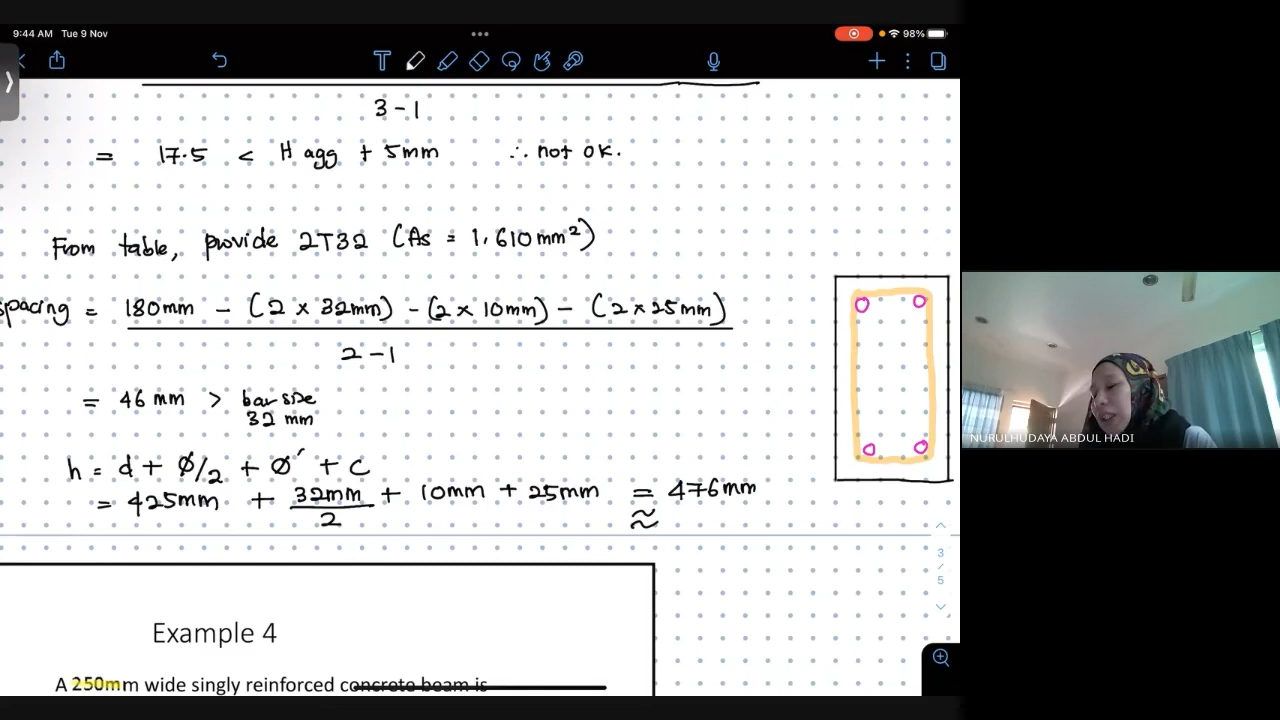 9:44 AM Tue 9 Nov
98%
3 - 1
= 17.5 < H agg + 5mm ∴ not OK.
From table, provide 2T32 (As = 1,610mm²)
spacing = 180mm - (2 x 32mm) - (2 x 10mm) - (2 x 25mm)
2 - 1
= 46 mm > bar size
32 mm
h = d + Ø/2 + Ø' + C
= 425mm + 32mm/2 + 10mm + 25mm = 476mm
≈
3
/
5
Example 4
A 250mm wide singly reinforced concrete beam is
NURULHUDAYA ABDUL HADI